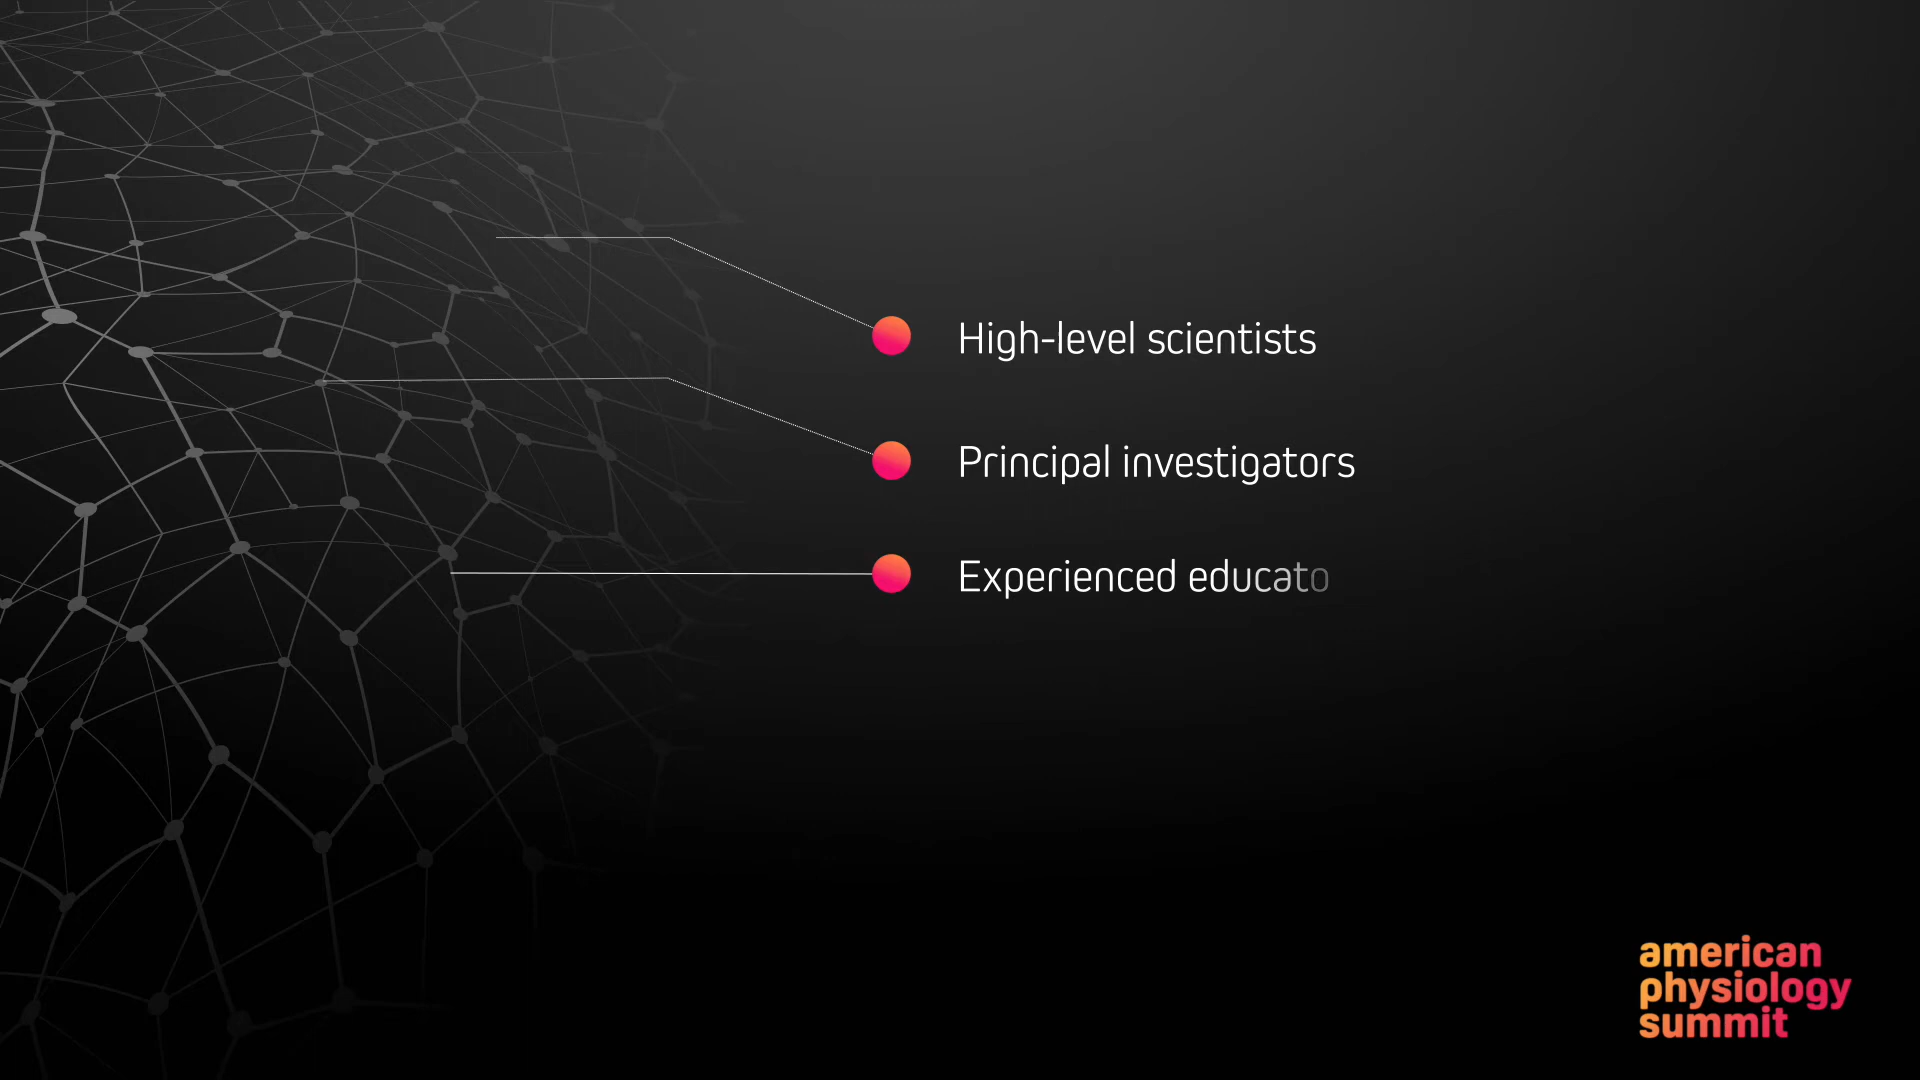 High-level scientists
Principal investigators
Experienced educato
american
physiology
summit